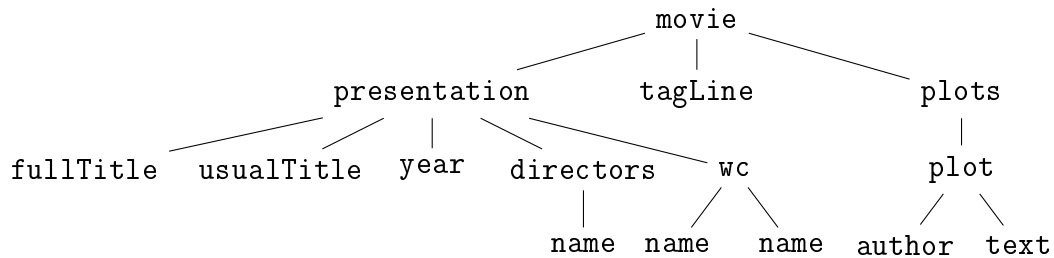 movie
presentation tagLine plots
fullTitle usualTitle year directors wc plot
name name name author text